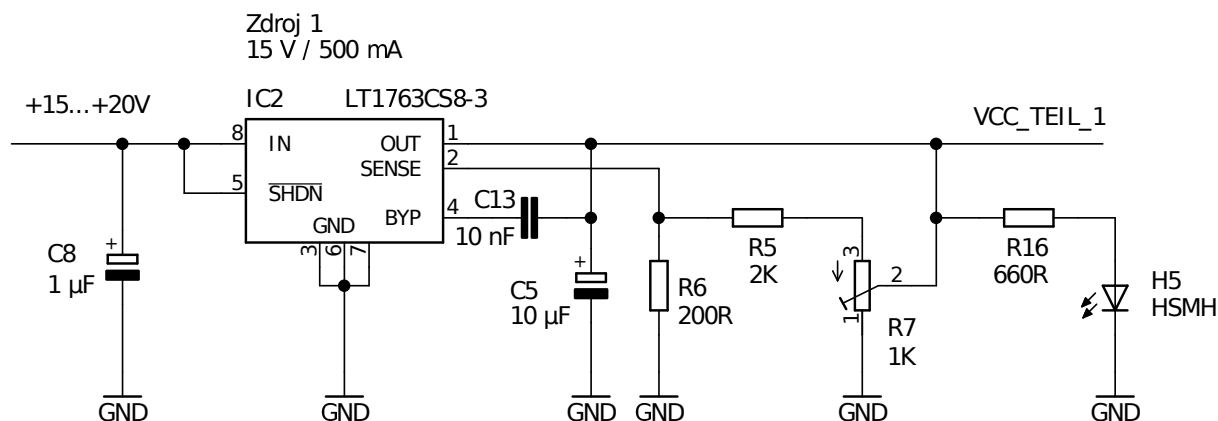 Zdroj 1
15 V / 500 mA
+15...+20V
IC2
LT1763CS8-3
VCC_TEIL_1
8
IN
OUT
1
SENSE
2
5
SHDN
BYP
4
GND
3
6
7
C13
10 nF
C8
+
1 µF
C5
+
10 µF
R6
200R
R5
2K
3
2
1
R7
1K
R16
660R
H5
HSMH
GND
GND
GND
GND
GND
GND